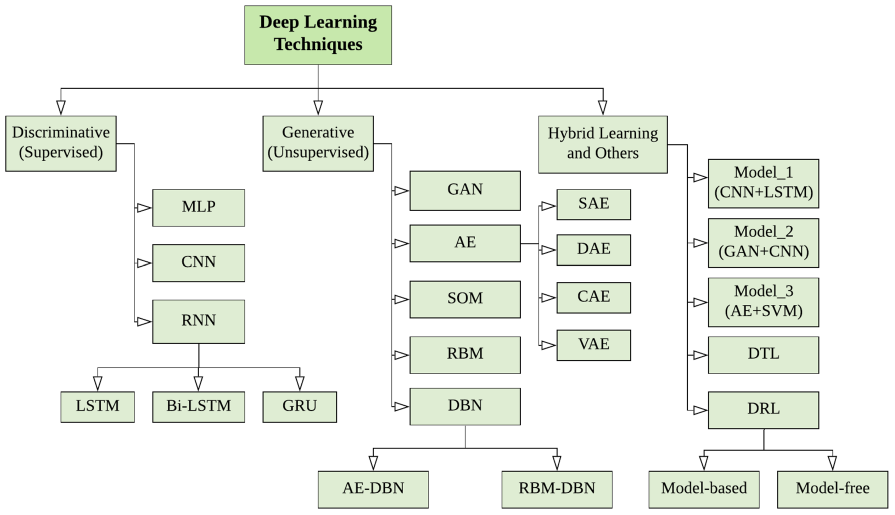 Deep Learning
Techniques
Discriminative
(Supervised)
MLP
CNN
RNN
LSTM
Bi-LSTM
GRU
Generative
(Unsupervised)
GAN
AE
SAE
DAE
CAE
VAE
SOM
RBM
DBN
AE-DBN
RBM-DBN
Hybrid Learning
and Others
Model_1
(CNN+LSTM)
Model_2
(GAN+CNN)
Model_3
(AE+SVM)
DTL
DRL
Model-based
Model-free